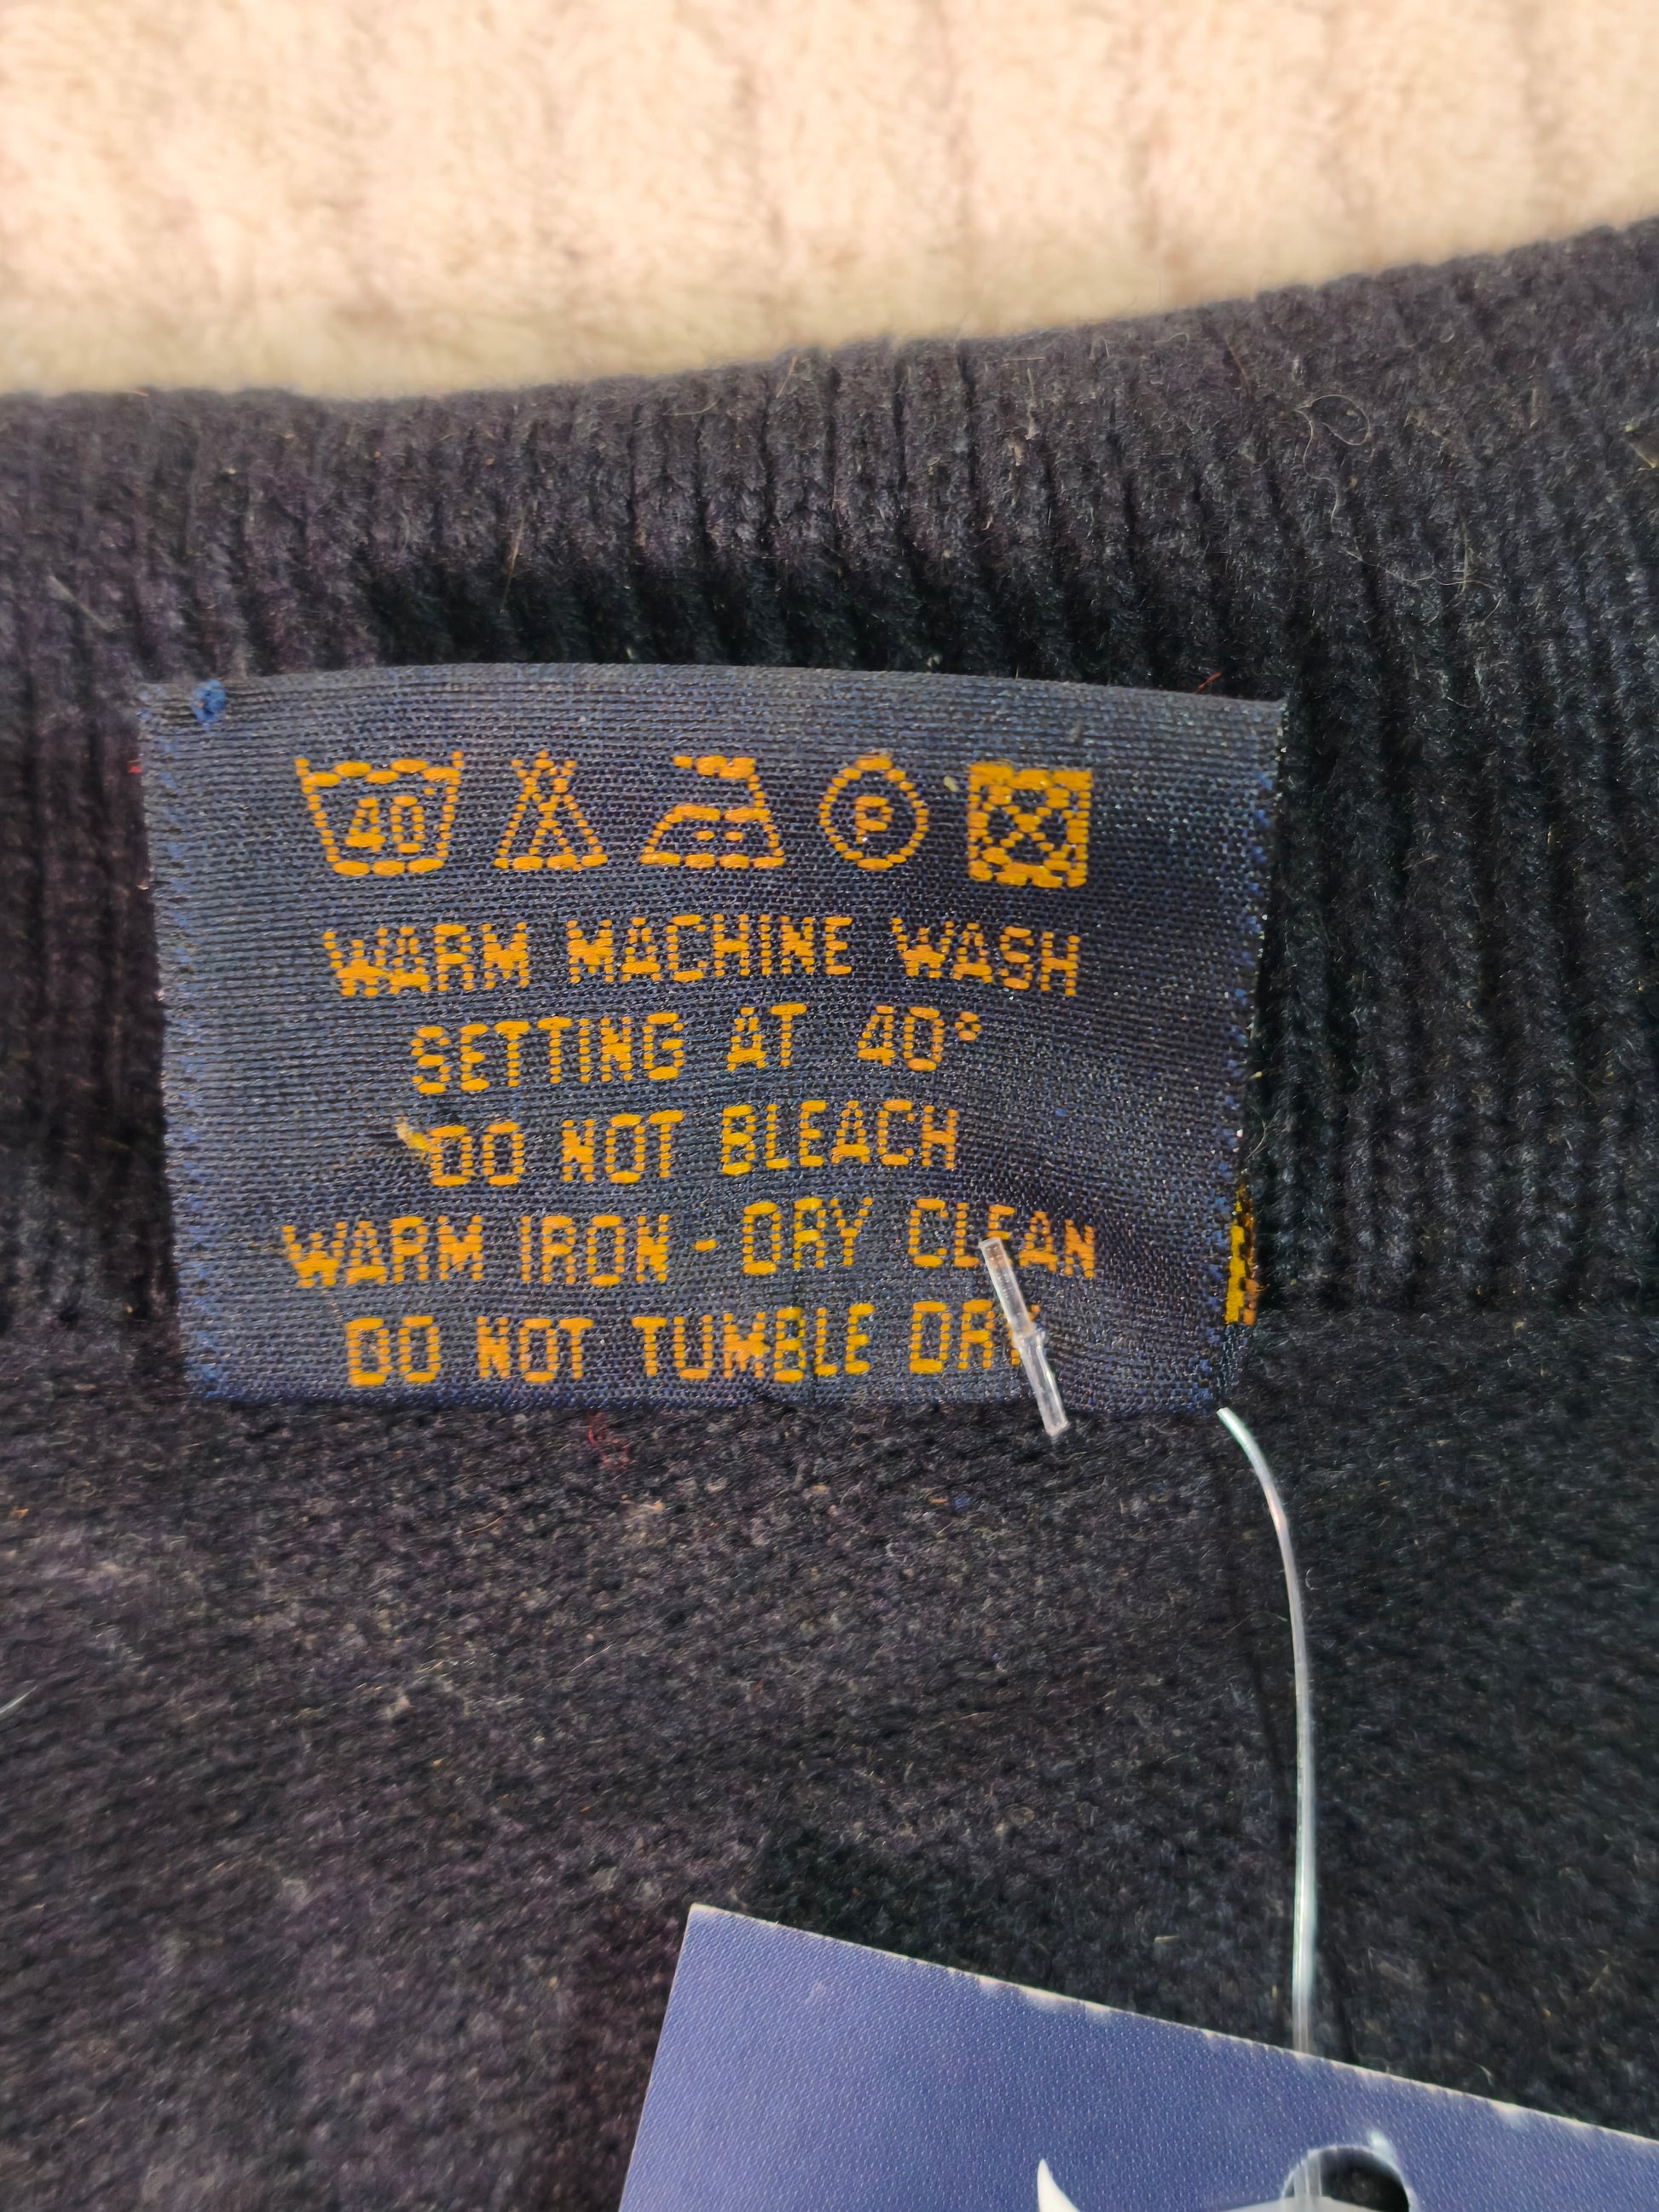 40°
P
WARM MACHINE WASH
SETTING AT 40°
DO NOT BLEACH
WARM IRON - DRY CLEAN
DO NOT TUMBLE DRY